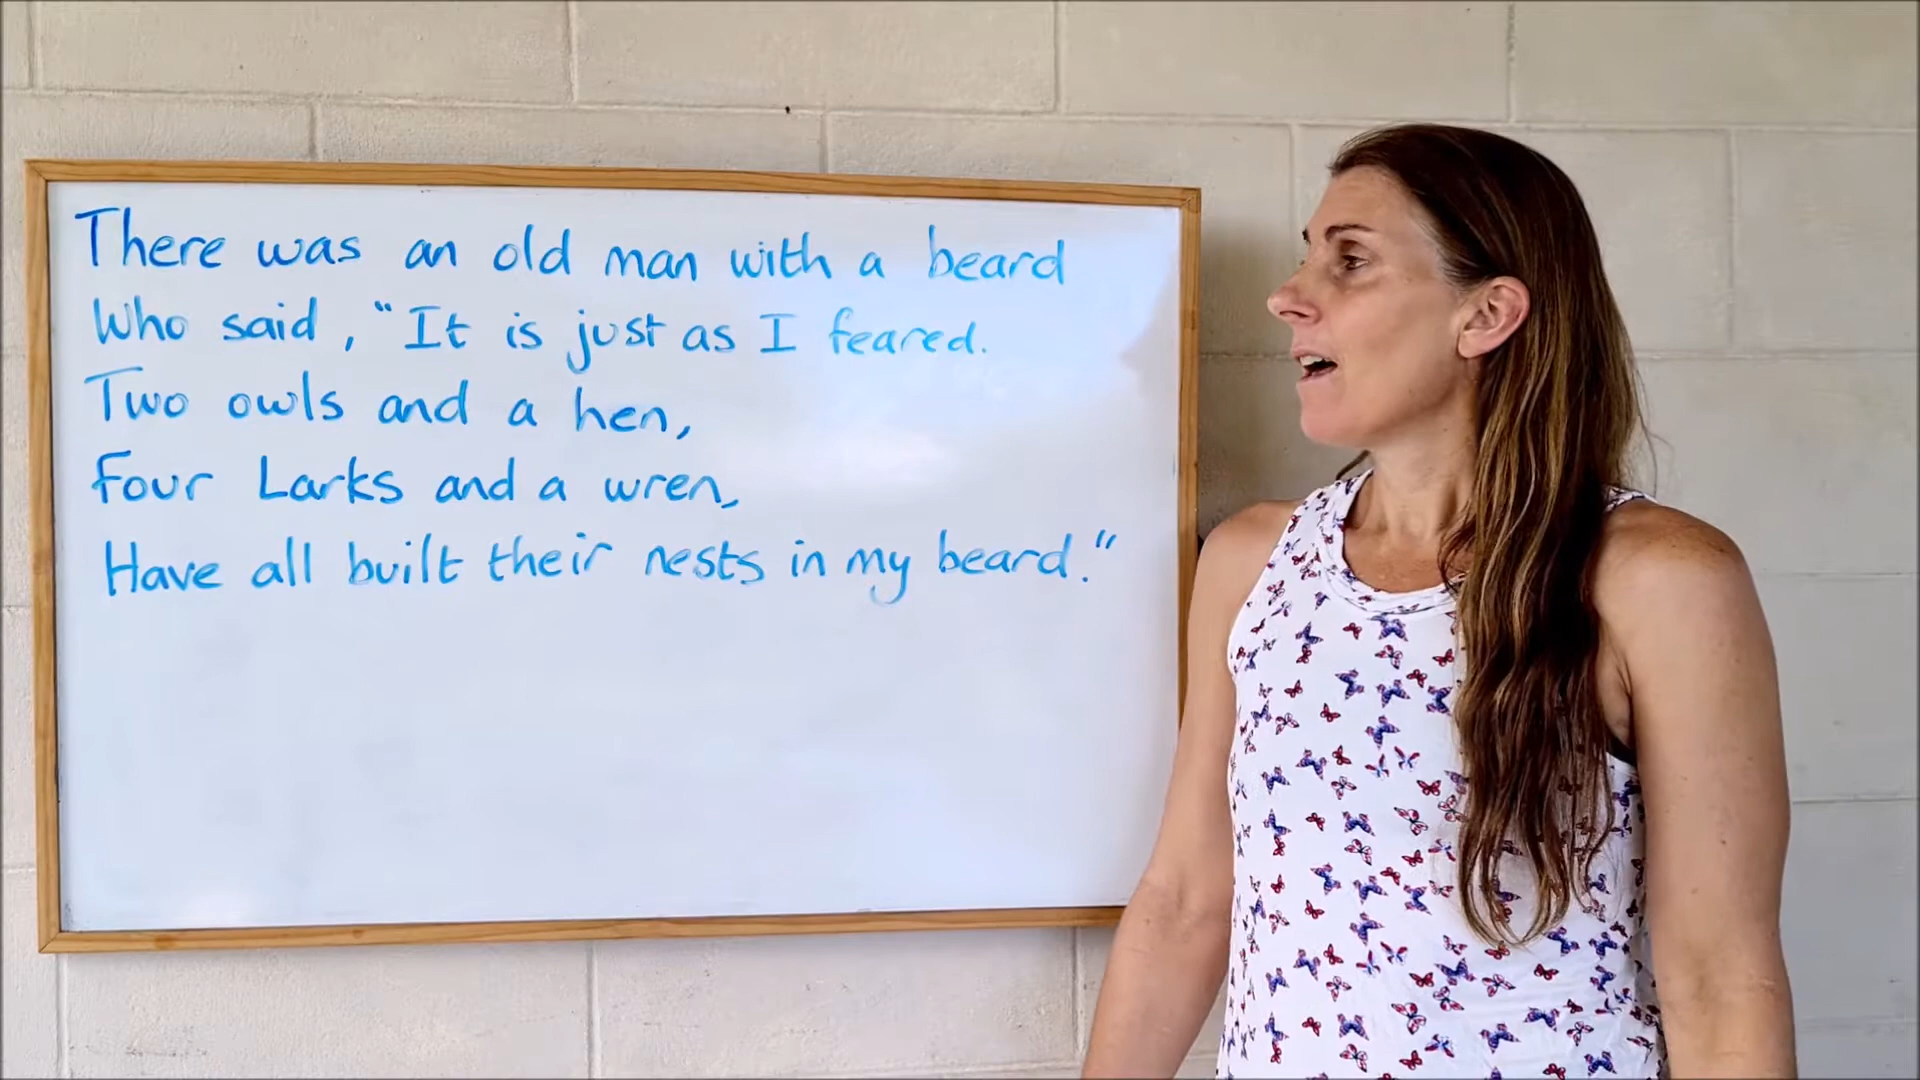 There was an old man with a beard
Who said, "It is just as I feared.
Two owls and a hen,
Four Larks and a wren,
Have all built their nests in my beard."